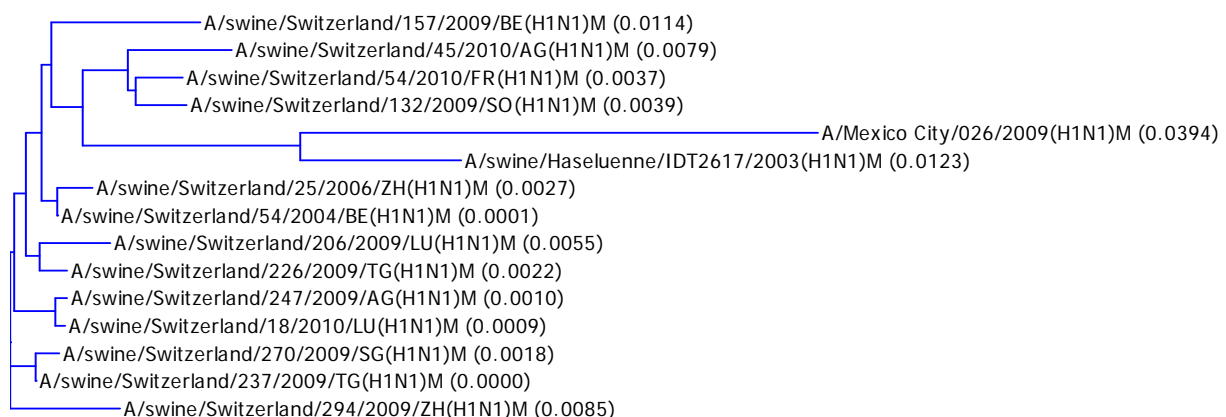 A/swine/Switzerland/157/2009/BE(H1N1)M (0.0114)
A/swine/Switzerland/45/2010/AG(H1N1)M (0.0079)
A/swine/Switzerland/54/2010/FR(H1N1)M (0.0037)
A/swine/Switzerland/132/2009/SO(H1N1)M (0.0039)
A/Mexico City/026/2009(H1N1)M (0.0394)
A/swine/Haseluenne/IDT2617/2003(H1N1)M (0.0123)
A/swine/Switzerland/25/2006/ZH(H1N1)M (0.0027)
A/swine/Switzerland/54/2004/BE(H1N1)M (0.0001)
A/swine/Switzerland/206/2009/LU(H1N1)M (0.0055)
A/swine/Switzerland/226/2009/TG(H1N1)M (0.0022)
A/swine/Switzerland/247/2009/AG(H1N1)M (0.0010)
A/swine/Switzerland/18/2010/LU(H1N1)M (0.0009)
A/swine/Switzerland/270/2009/SG(H1N1)M (0.0018)
A/swine/Switzerland/237/2009/TG(H1N1)M (0.0000)
A/swine/Switzerland/294/2009/ZH(H1N1)M (0.0085)